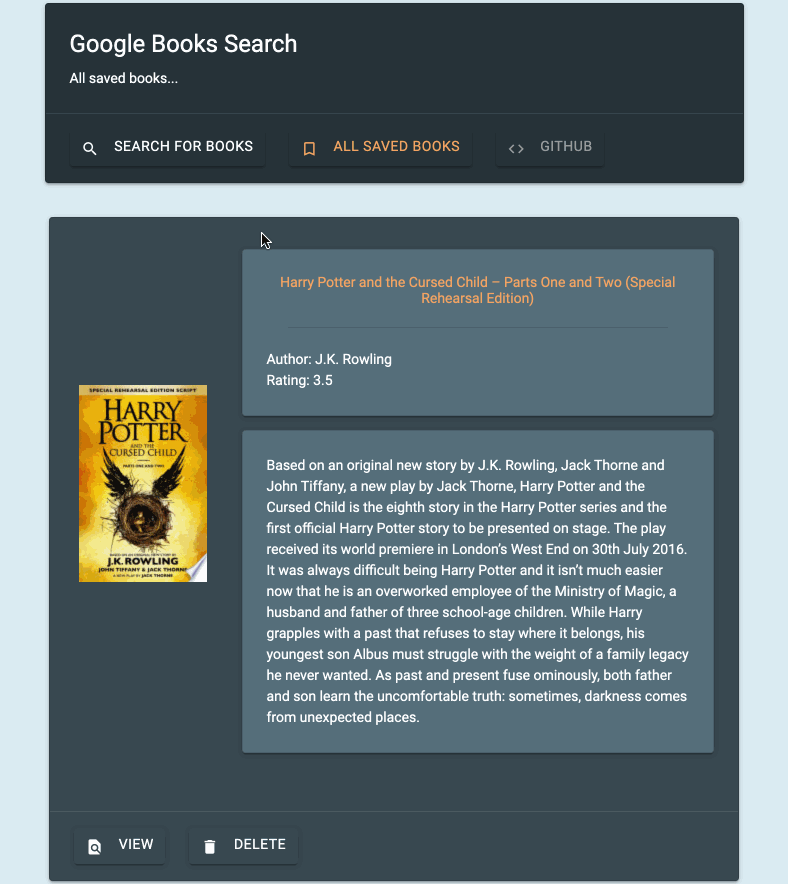 Google Books Search
All saved books...
SEARCH FOR BOOKS
ALL SAVED BOOKS
GITHUB
Harry Potter and the Cursed Child – Parts One and Two (Special
Rehearsal Edition)
Author: J.K. Rowling
Rating: 3.5
SPECIAL REHEARSAL EDITION SCRIPT
HARRY
POTTER
AND THE
CURSED CHILD
PARTS ONE AND TWO
BASED ON AN ORIGINAL NEW STORY BY
J.K.ROWLING
JOHN TIFFANY & JACK THORNE
A NEW PLAY BY JACK THORNE
Based on an original new story by J.K. Rowling, Jack Thorne and
John Tiffany, a new play by Jack Thorne, Harry Potter and the
Cursed Child is the eighth story in the Harry Potter series and the
first official Harry Potter story to be presented on stage. The play
received its world premiere in London’s West End on 30th July 2016.
It was always difficult being Harry Potter and it isn’t much easier
now that he is an overworked employee of the Ministry of Magic, a
husband and father of three school-age children. While Harry
grapples with a past that refuses to stay where it belongs, his
youngest son Albus must struggle with the weight of a family legacy
he never wanted. As past and present fuse ominously, both father
and son learn the uncomfortable truth: sometimes, darkness comes
from unexpected places.
VIEW
DELETE